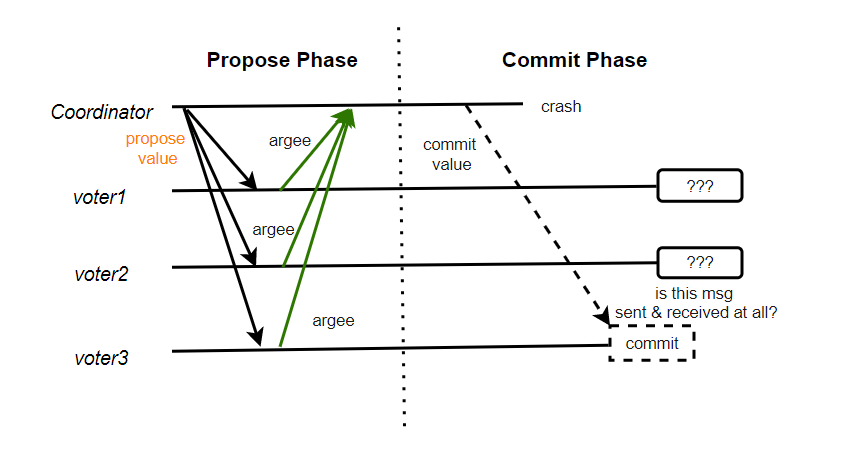 Propose Phase
Commit Phase
Coordinator
crash
propose
value
argee
commit
value
voter1
???
argee
voter2
???
is this msg
sent & received at all?
argee
voter3
commit